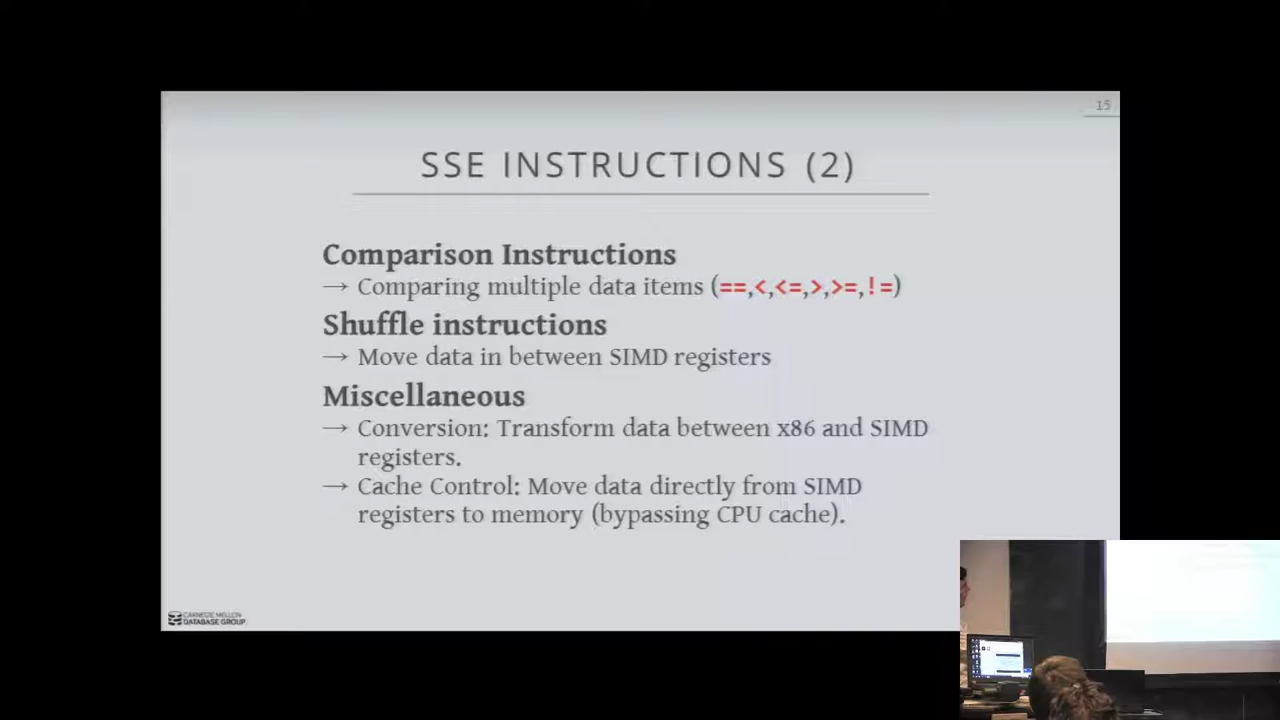 15
SSE INSTRUCTIONS (2)
Comparison Instructions
→ Comparing multiple data items (==,<,<=,>,>=,!=)
Shuffle instructions
→ Move data in between SIMD registers
Miscellaneous
→ Conversion: Transform data between x86 and SIMD
registers.
→ Cache Control: Move data directly from SIMD
registers to memory (bypassing CPU cache).
CARNEGIE MELLON
DATABASE GROUP